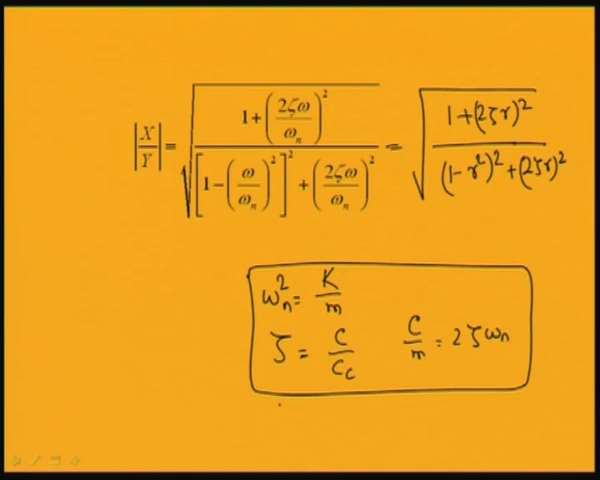 |X/Y| = √( (1+(2ζω/ωₙ)²) / ([1−(ω/ωₙ)²]²+(2ζω/ωₙ)²) ) = √( (1+(2ζr)²) / ((1−r²)²+(2ζr)²) )
ωₙ² = K/m
ζ = C/C_c    C/m = 2ζωₙ